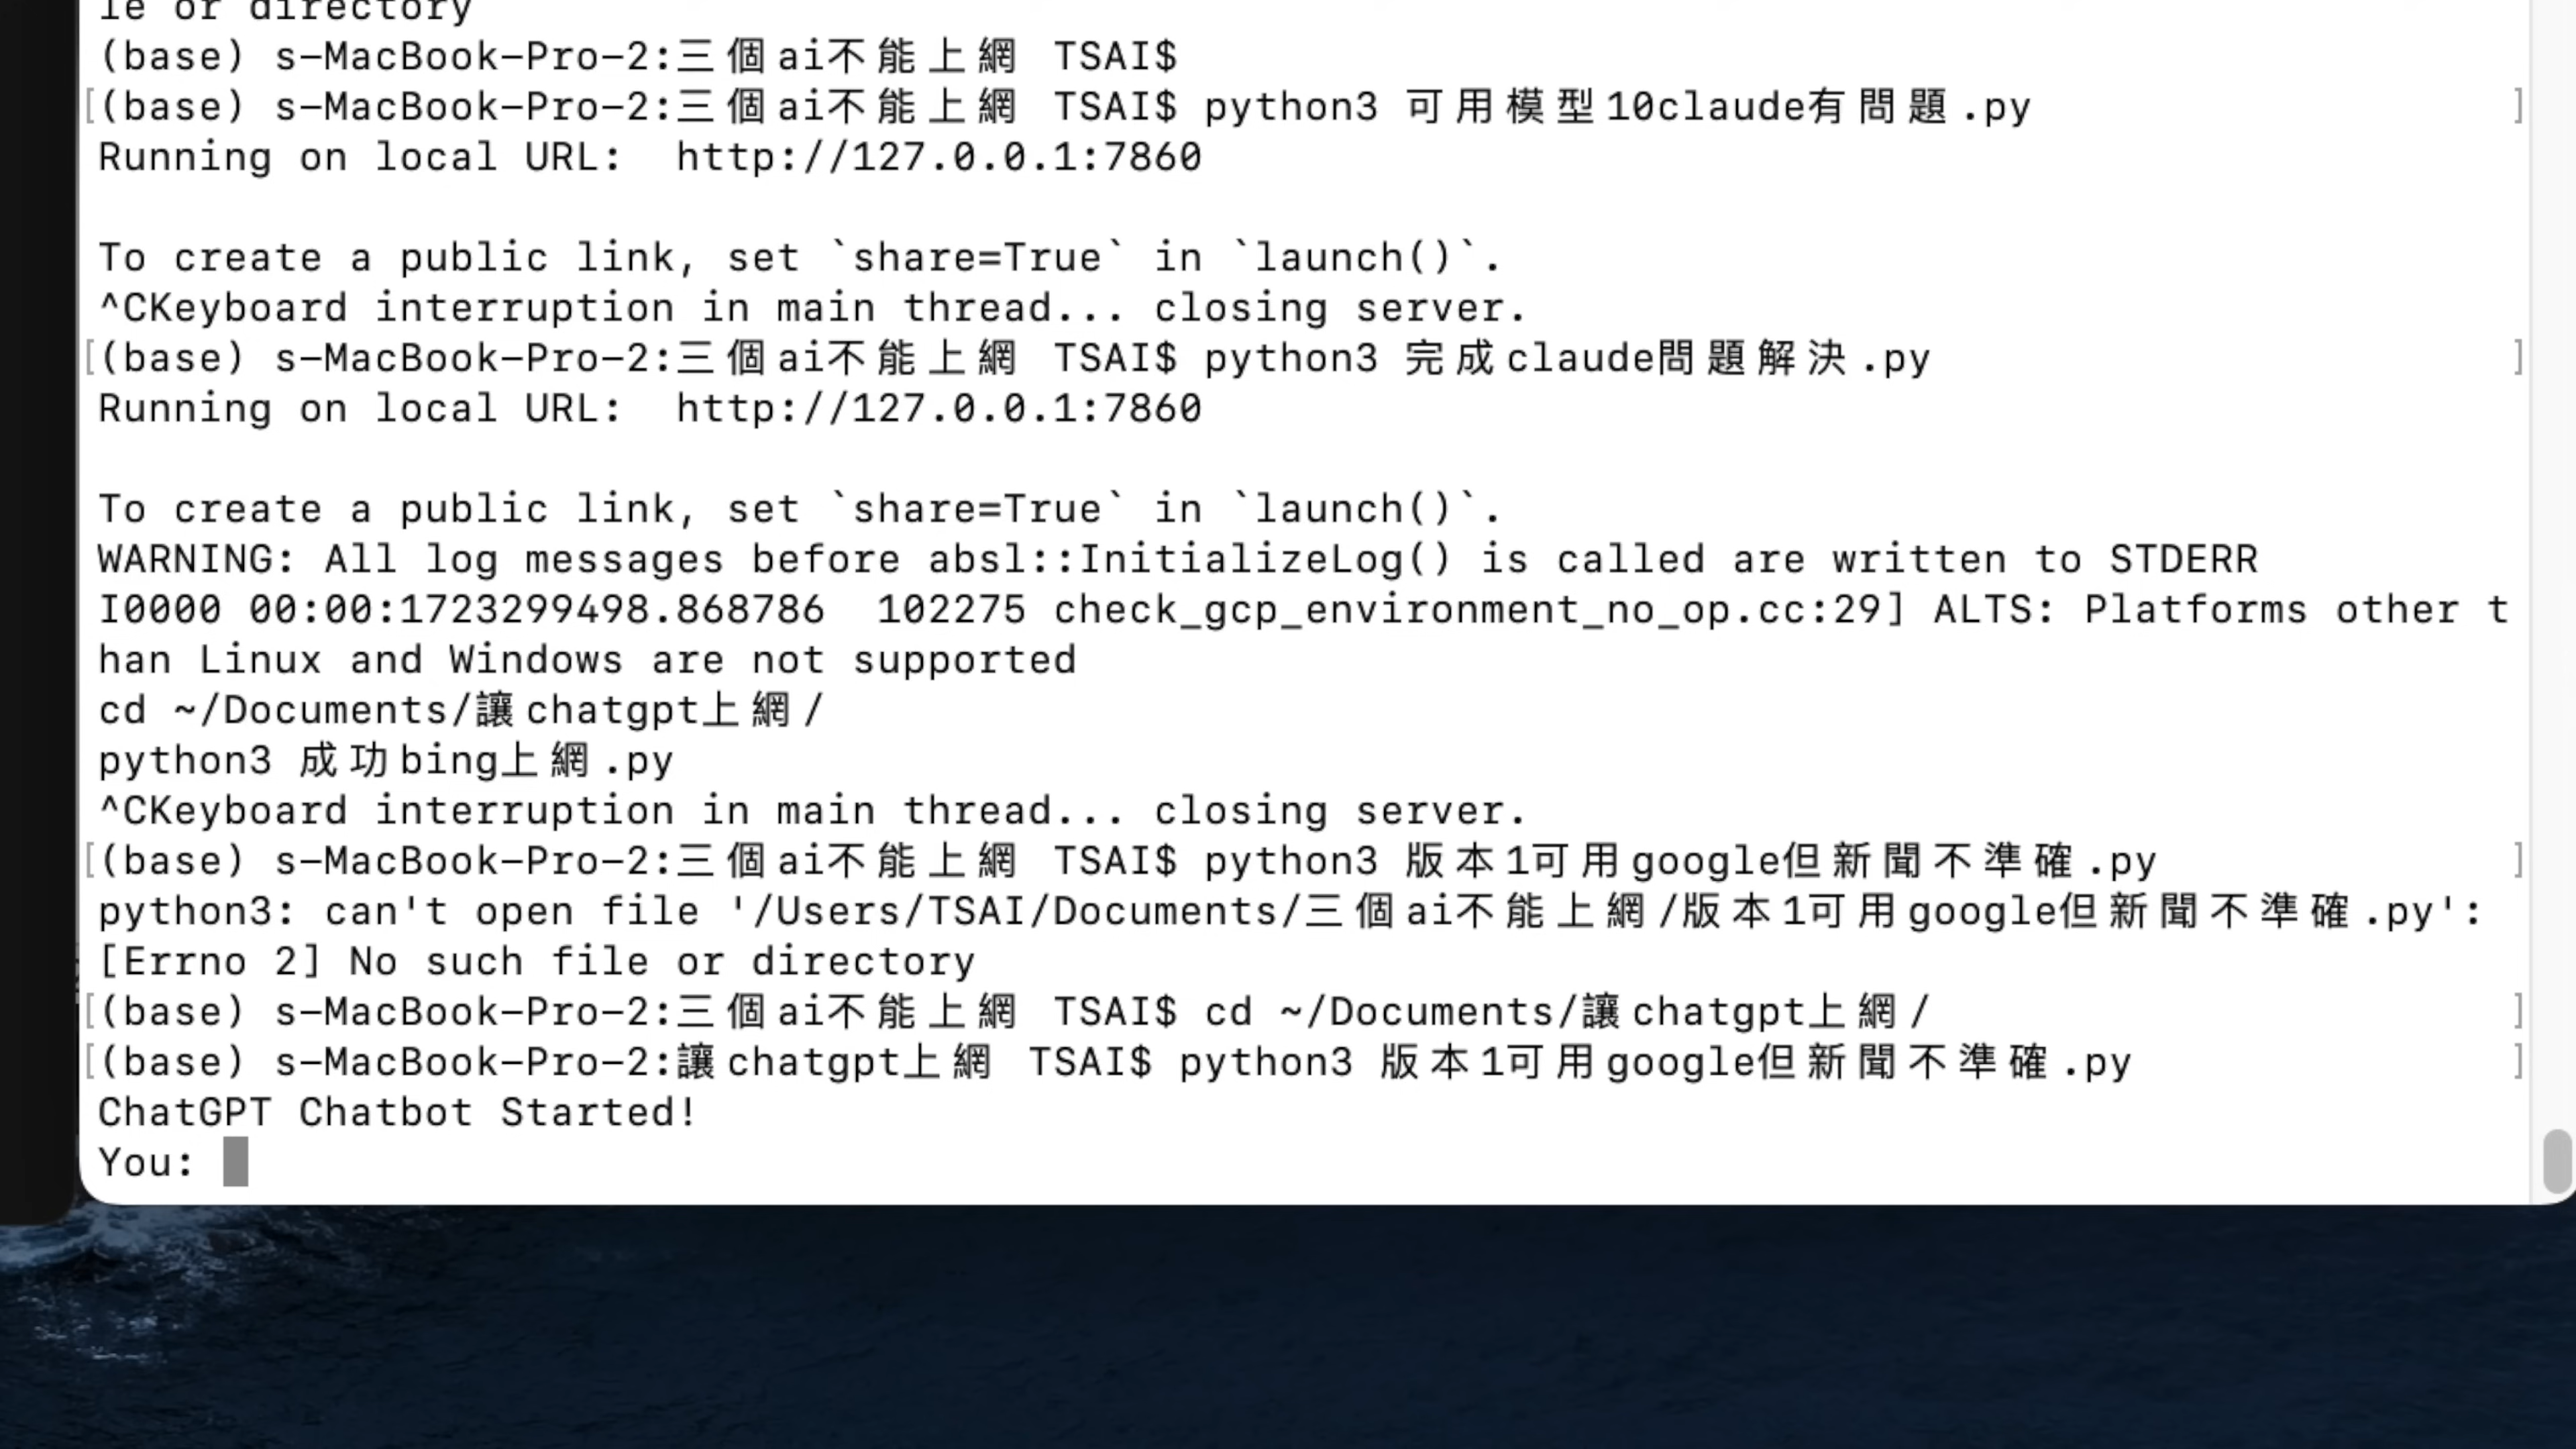 le or directory
(base) s-MacBook-Pro-2:三個ai不能上網 TSAI$
[(base) s-MacBook-Pro-2:三個ai不能上網 TSAI$ python3 可用模型10claude有問題.py ]
Running on local URL:  http://127.0.0.1:7860
To create a public link, set `share=True` in `launch()`.
^CKeyboard interruption in main thread... closing server.
[(base) s-MacBook-Pro-2:三個ai不能上網 TSAI$ python3 完成claude問題解決.py ]
Running on local URL:  http://127.0.0.1:7860
To create a public link, set `share=True` in `launch()`.
WARNING: All log messages before absl::InitializeLog() is called are written to STDERR
I0000 00:00:1723299498.868786  102275 check_gcp_environment_no_op.cc:29] ALTS: Platforms other t
han Linux and Windows are not supported
cd ~/Documents/讓chatgpt上網/
python3 成功bing上網.py
^CKeyboard interruption in main thread... closing server.
[(base) s-MacBook-Pro-2:三個ai不能上網 TSAI$ python3 版本1可用google但新聞不準確.py ]
python3: can't open file '/Users/TSAI/Documents/三個ai不能上網/版本1可用google但新聞不準確.py':
[Errno 2] No such file or directory
[(base) s-MacBook-Pro-2:三個ai不能上網 TSAI$ cd ~/Documents/讓chatgpt上網/ ]
[(base) s-MacBook-Pro-2:讓chatgpt上網 TSAI$ python3 版本1可用google但新聞不準確.py ]
ChatGPT Chatbot Started!
You: